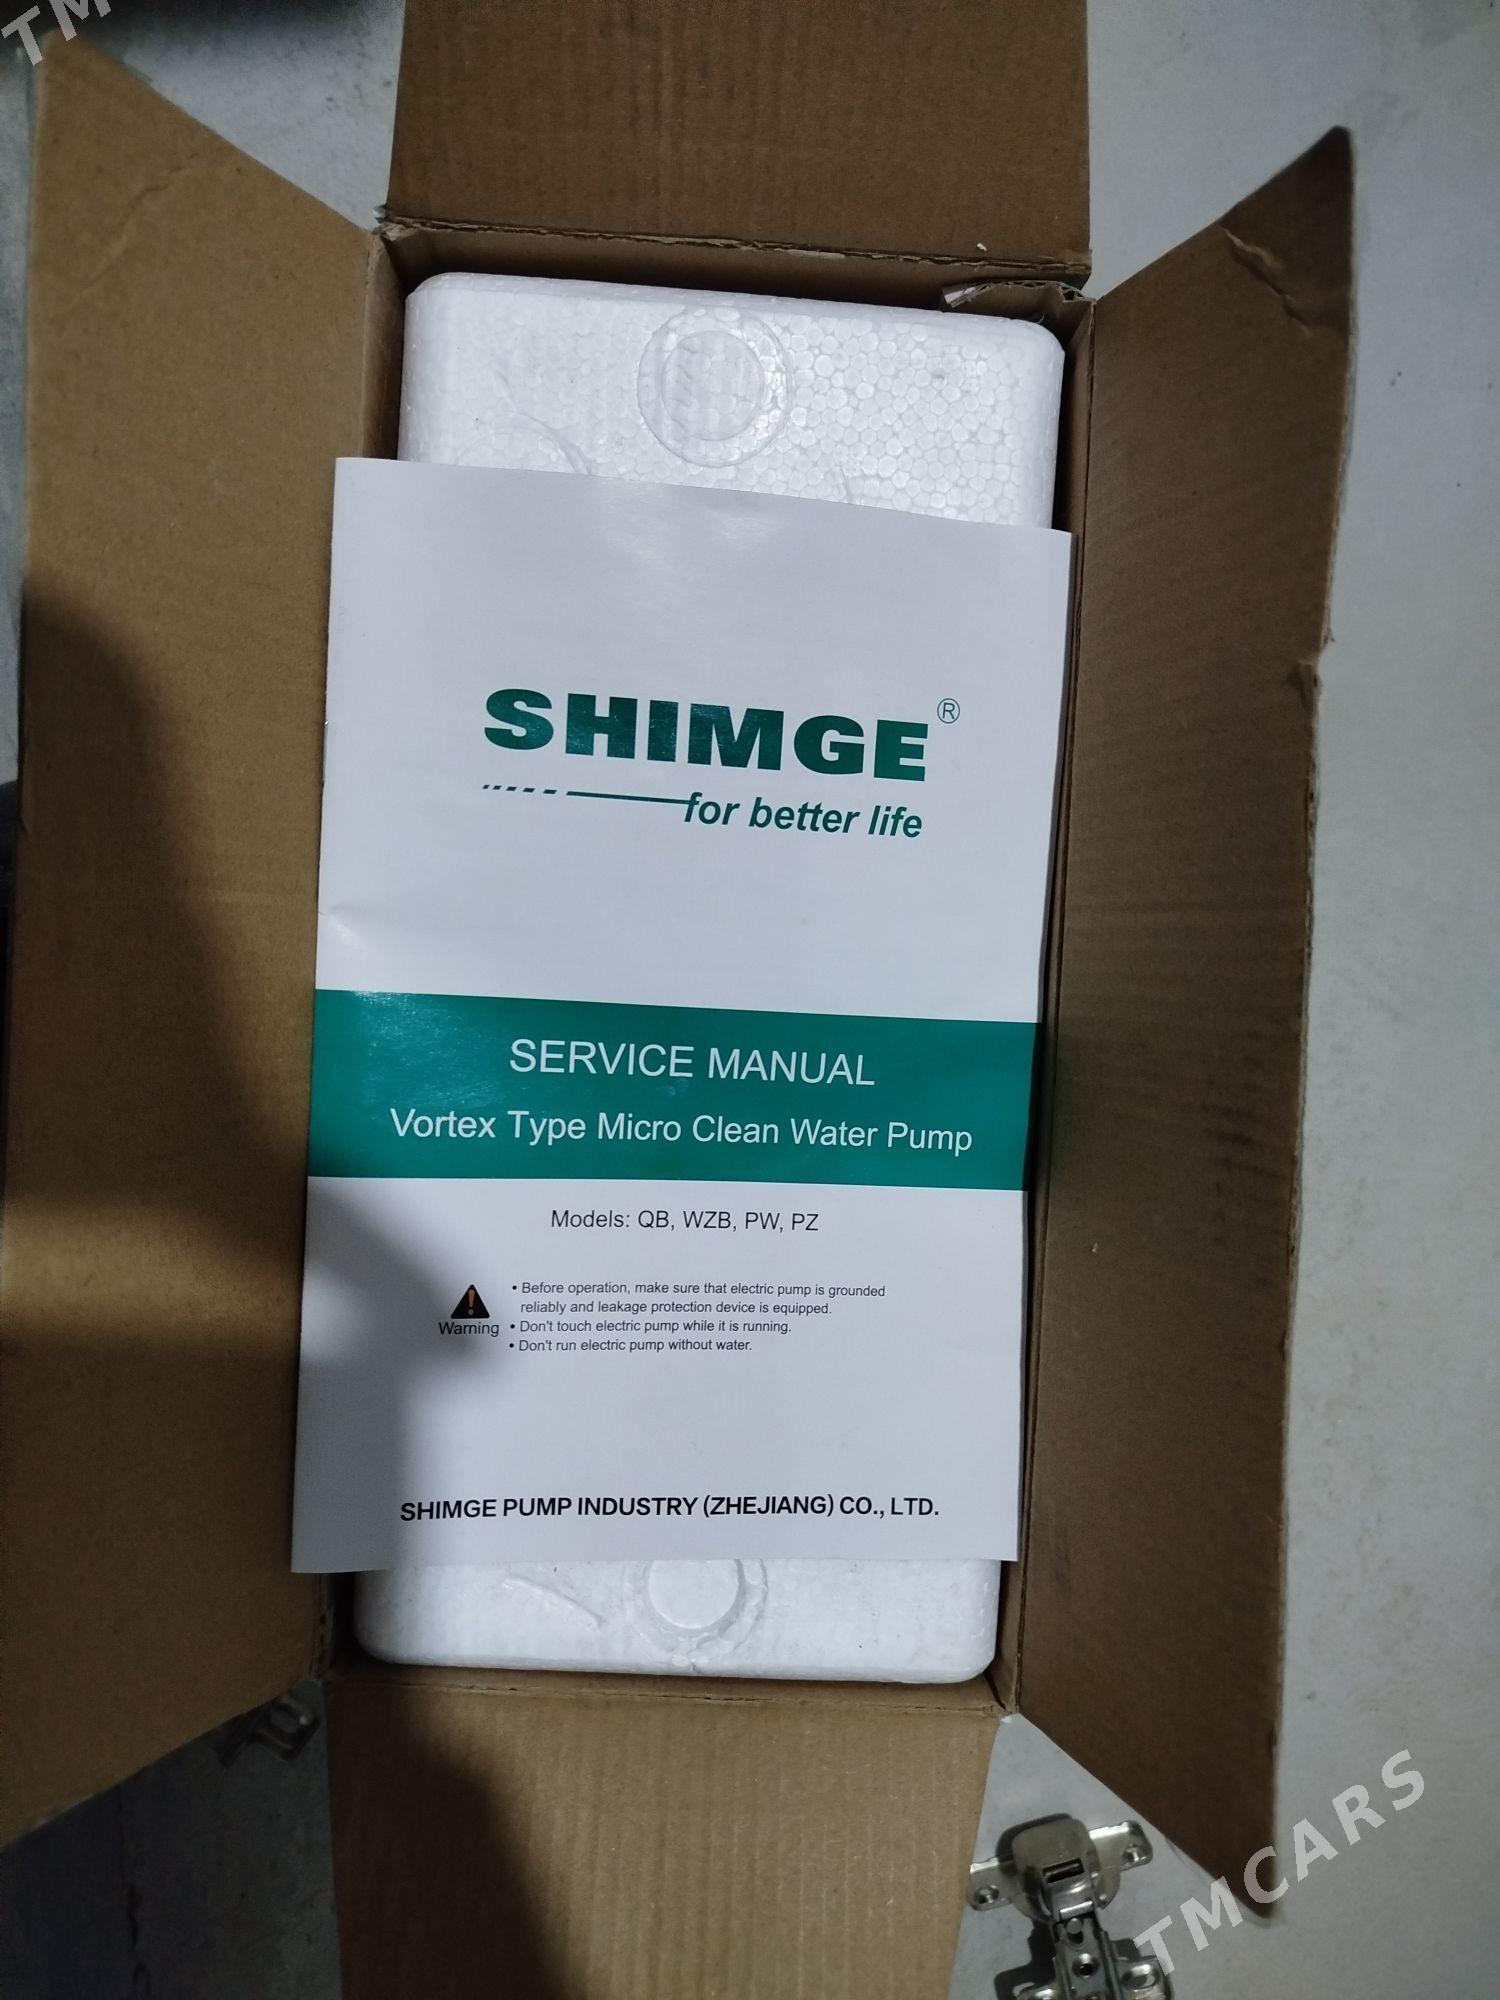 TM
SHIMGE®
for better life
SERVICE MANUAL
Vortex Type Micro Clean Water Pump
Models: QB, WZB, PW, PZ
Warning
• Before operation, make sure that electric pump is grounded
reliably and leakage protection device is equipped.
• Don't touch electric pump while it is running.
• Don't run electric pump without water.
SHIMGE PUMP INDUSTRY (ZHEJIANG) CO., LTD.
TMCARS